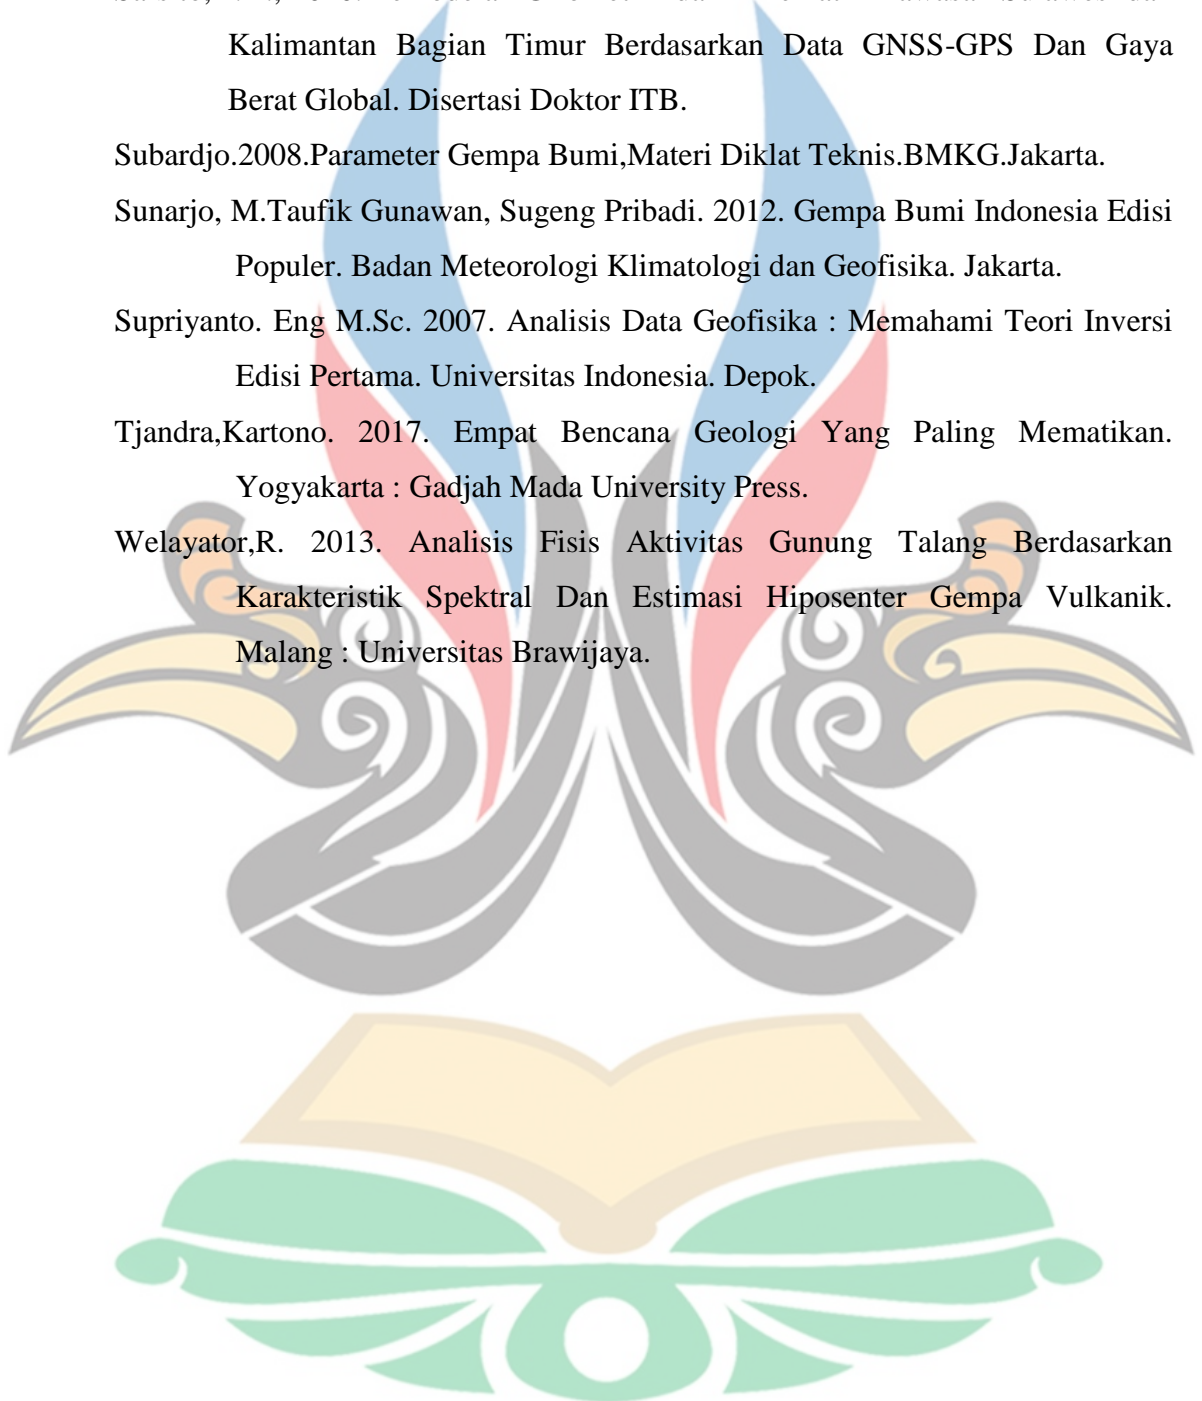 Kalimantan Bagian Timur Berdasarkan Data GNSS-GPS Dan Gaya
Berat Global. Disertasi Doktor ITB.
Subardjo.2008.Parameter Gempa Bumi,Materi Diklat Teknis.BMKG.Jakarta.
Sunarjo, M.Taufik Gunawan, Sugeng Pribadi. 2012. Gempa Bumi Indonesia Edisi
Populer. Badan Meteorologi Klimatologi dan Geofisika. Jakarta.
Supriyanto. Eng M.Sc. 2007. Analisis Data Geofisika : Memahami Teori Inversi
Edisi Pertama. Universitas Indonesia. Depok.
Tjandra,Kartono. 2017. Empat Bencana Geologi Yang Paling Mematikan.
Yogyakarta : Gadjah Mada University Press.
Welayator,R. 2013. Analisis Fisis Aktivitas Gunung Talang Berdasarkan
Karakteristik Spektral Dan Estimasi Hiposenter Gempa Vulkanik.
Malang : Universitas Brawijaya.